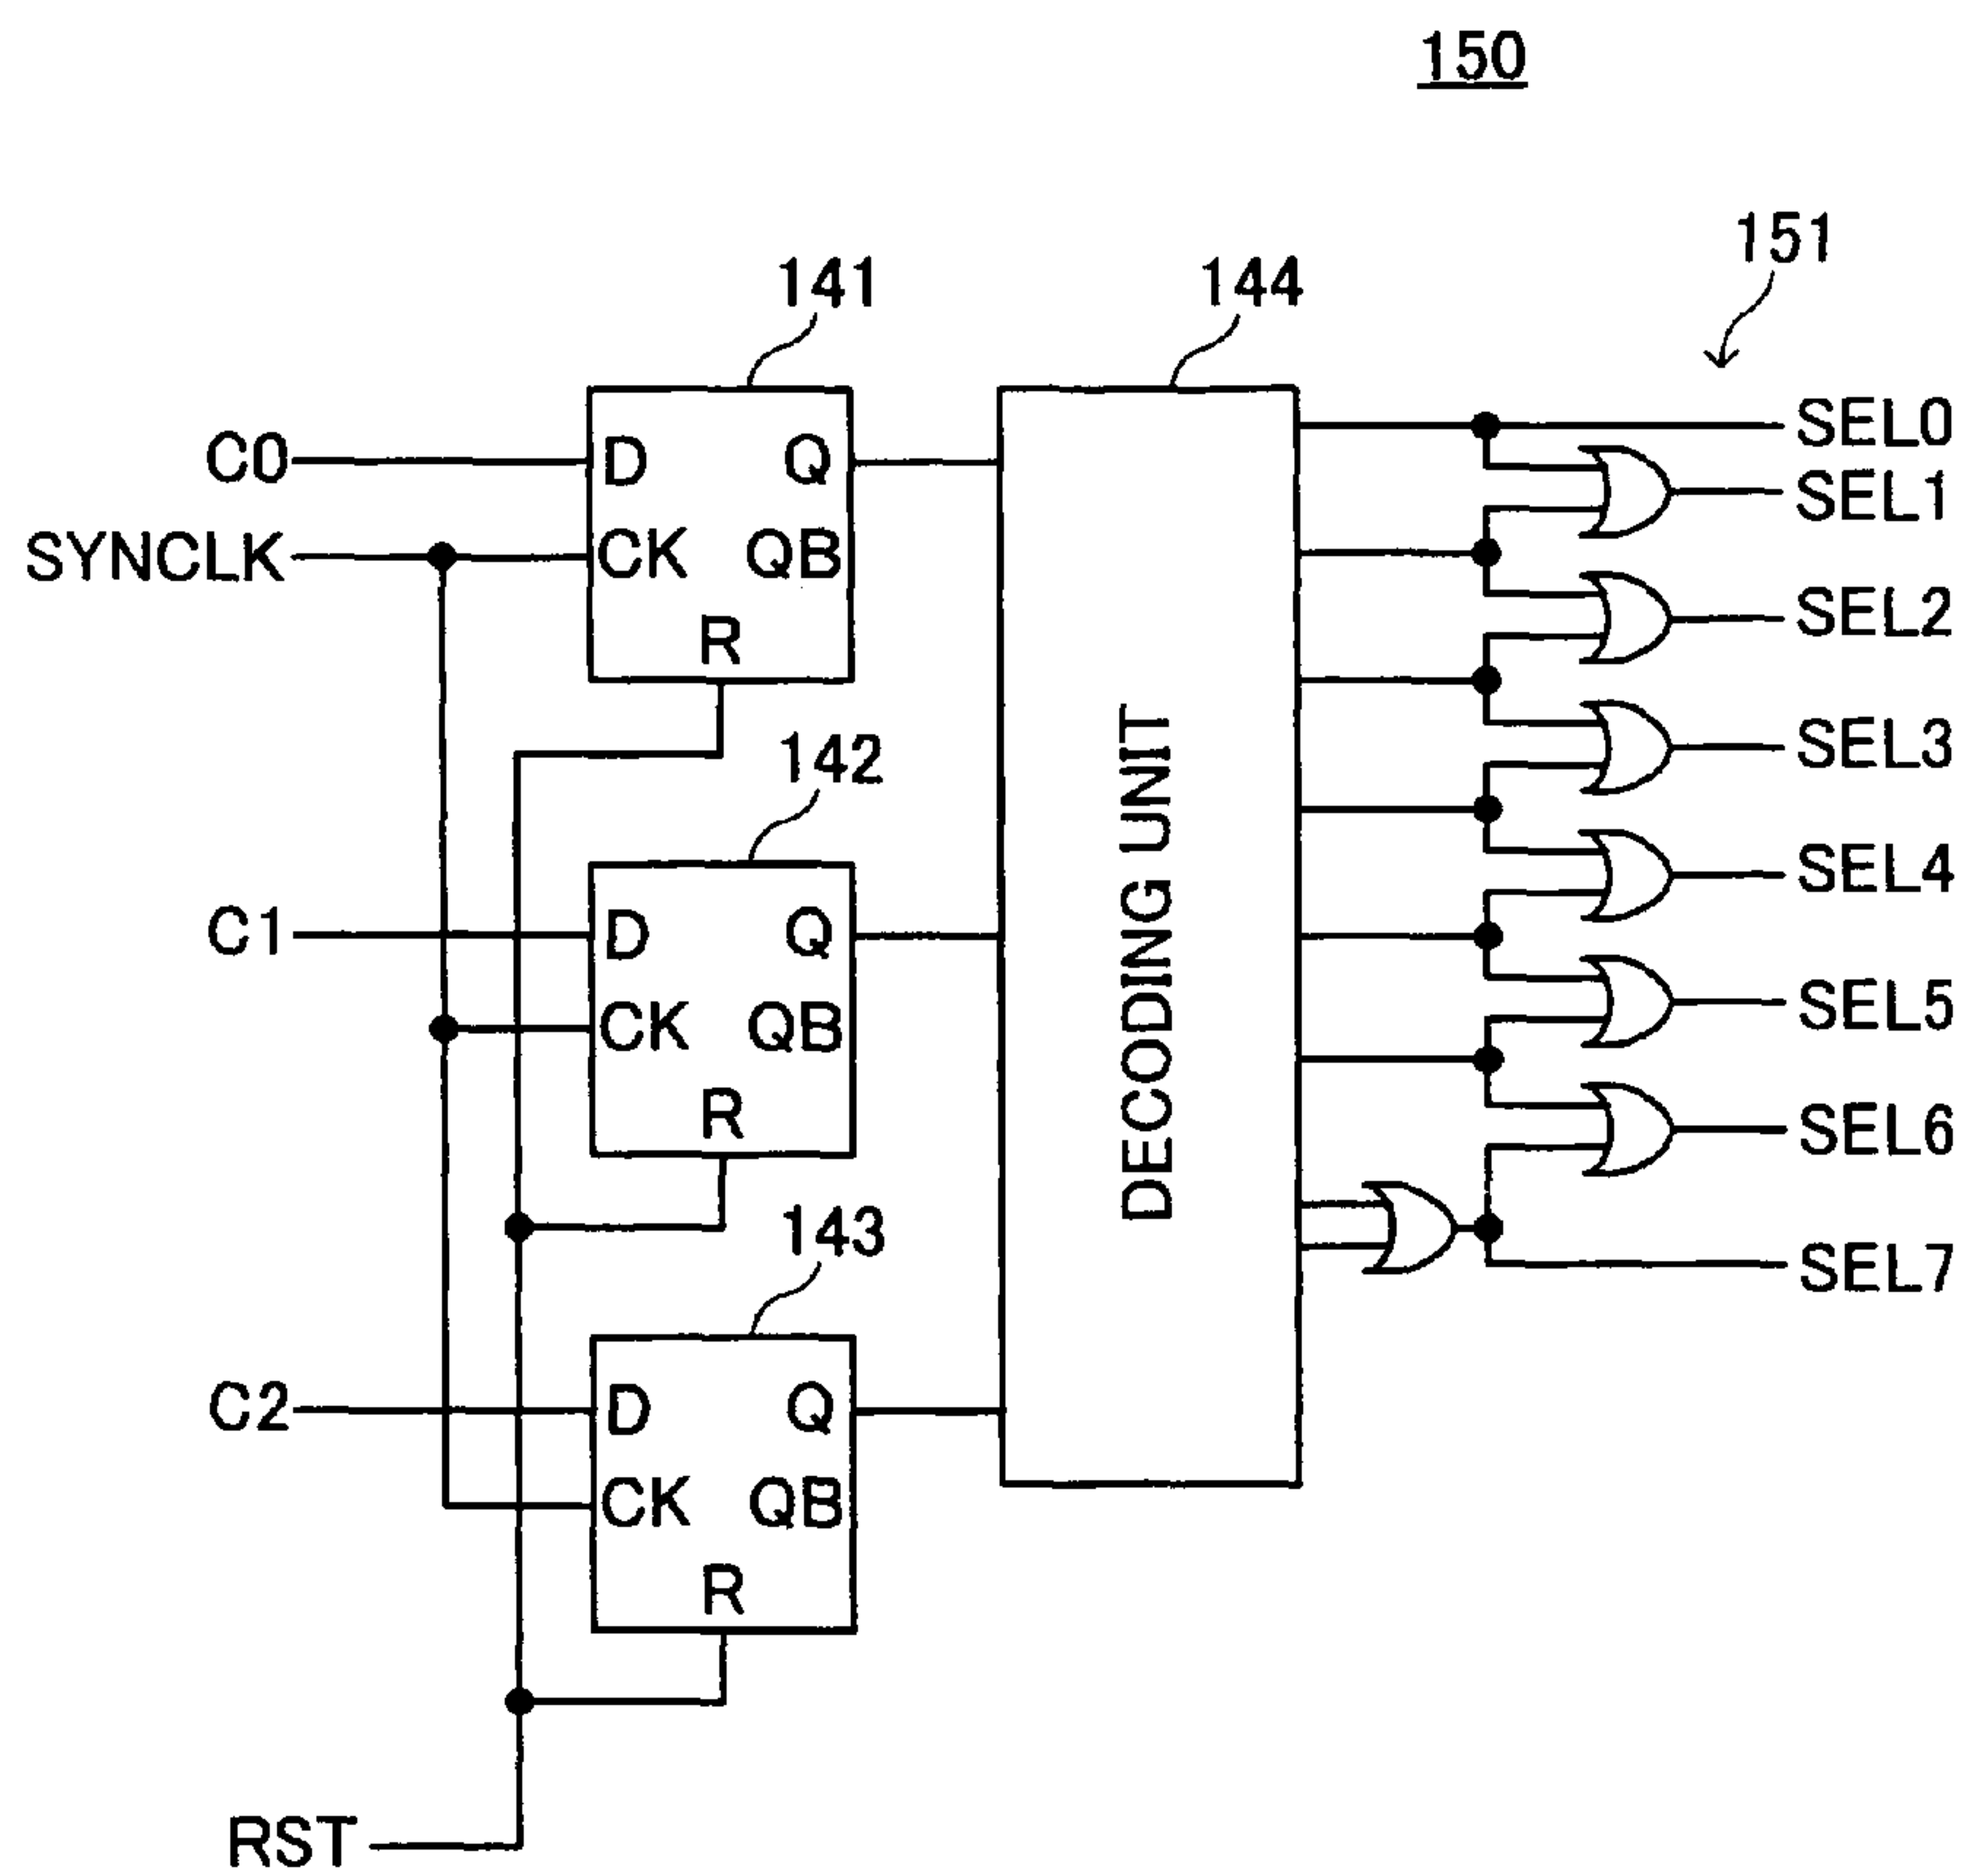 150
151
141
144
C0
D
Q
SYNCLK
CK
QB
R
SEL0
SEL1
SEL2
SEL3
SEL4
SEL5
SEL6
SEL7
142
C1
D
Q
CK
QB
R
DECODING UNIT
143
C2
D
Q
CK
QB
R
RST